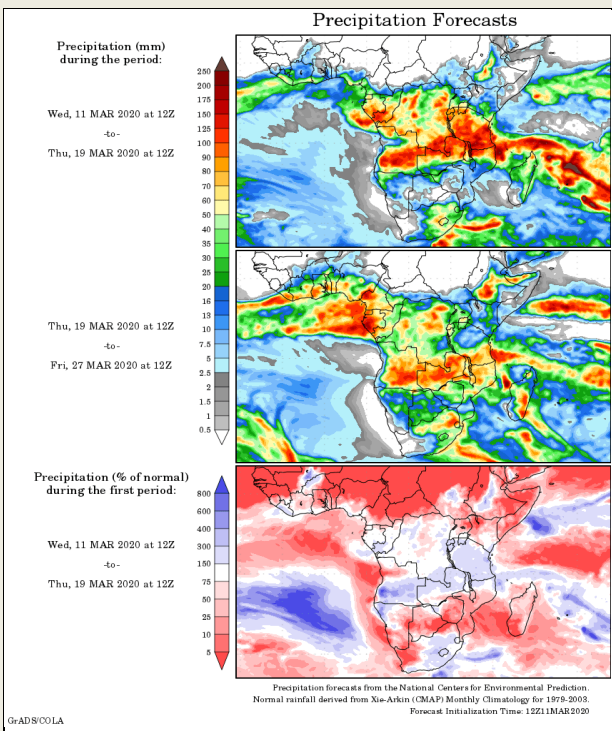 Precipitation Forecasts
Precipitation (mm)
during the period:
Wed, 11 MAR 2020 at 12Z
-to-
Thu, 19 MAR 2020 at 12Z
250
200
175
150
125
100
90
80
70
60
50
40
35
30
25
20
16
13
10
7.5
5
2.5
2
1.5
1
0.5
Thu, 19 MAR 2020 at 12Z
-to-
Fri, 27 MAR 2020 at 12Z
Precipitation (% of normal)
during the first period:
Wed, 11 MAR 2020 at 12Z
-to-
Thu, 19 MAR 2020 at 12Z
800
600
400
300
150
75
50
25
10
5
Precipitation forecasts from the National Centers for Environmental Prediction.
Normal rainfall derived from Xie-Arkin (CMAP) Monthly Climatology for 1979-2003.
Forecast Initialization Time: 12Z11MAR2020
GrADS/COLA